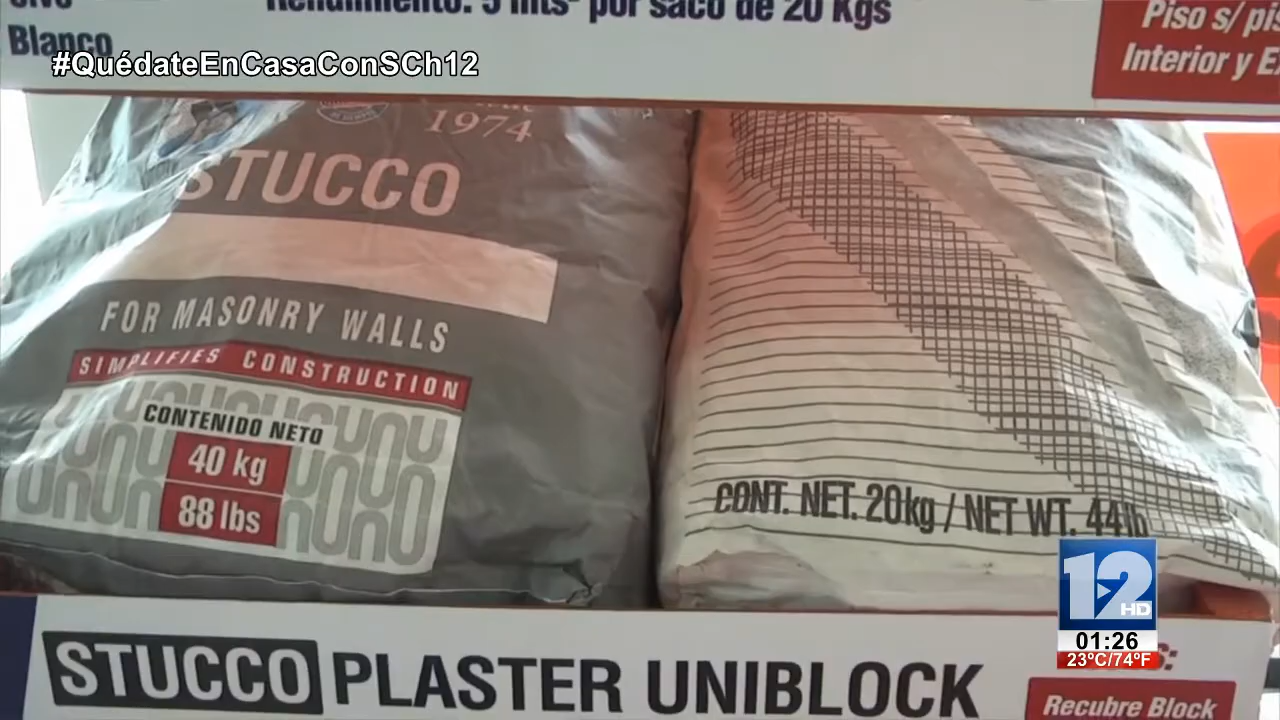 Blanco
Rendimiento: 5 mts² por saco de 20 Kgs
Piso s/
Interior y
#QuédateEnCasaConSCh12
1974
STUCCO
FOR MASONRY WALLS
SIMPLIFIES CONSTRUCTION
CONTENIDO NETO
40 kg
88 lbs
CONT. NET. 20kg / NET WT. 44lb
12
HD
01:26
23°C/74°F
STUCCO PLASTER UNIBLOCK
Recubre Block